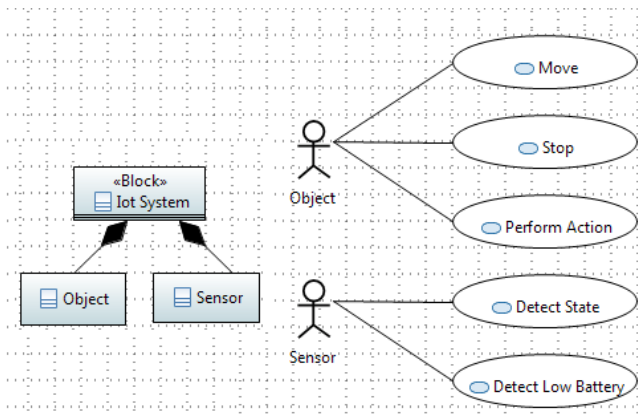 «Block»
Iot System
Object
Sensor
Object
Move
Stop
Perform Action
Sensor
Detect State
Detect Low Battery